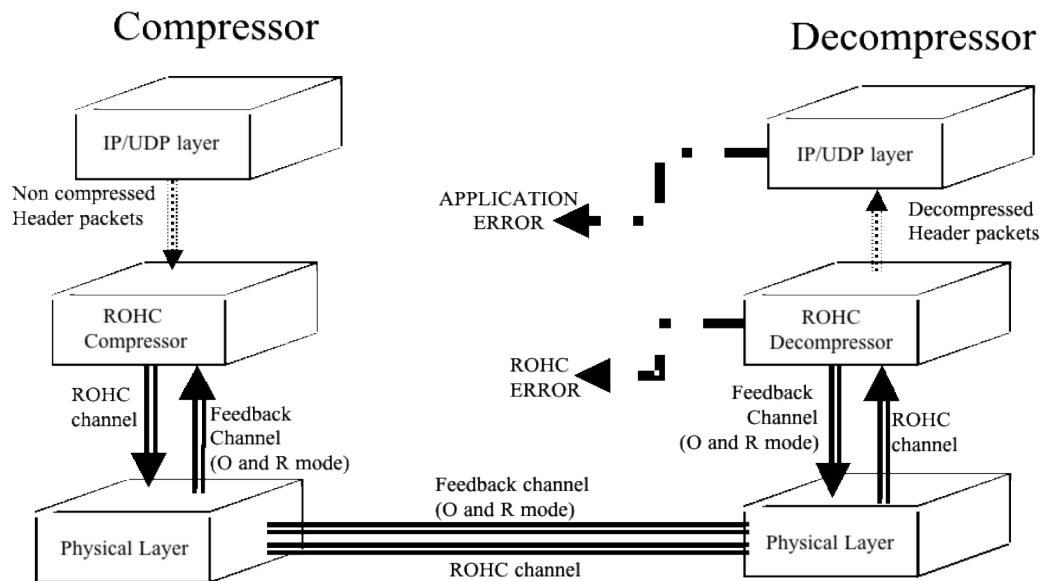 Compressor
Decompressor
IP/UDP layer
IP/UDP layer
Non compressed
Header packets
APPLICATION
ERROR
Decompressed
Header packets
ROHC
Compressor
ROHC
Decompressor
ROHC
ERROR
ROHC
channel
Feedback
Channel
(O and R mode)
Feedback
Channel
(O and R mode)
ROHC
channel
Feedback channel
(O and R mode)
Physical Layer
Physical Layer
ROHC channel